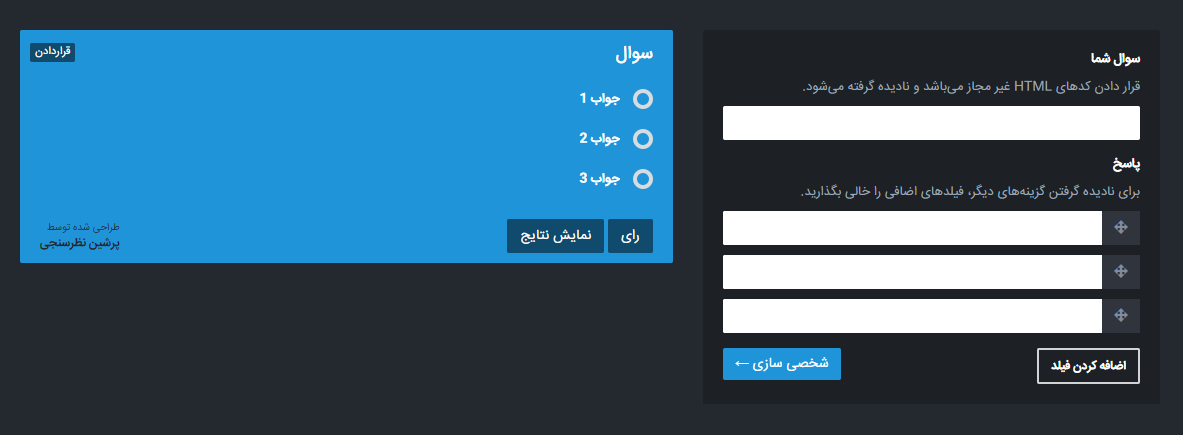 سوال شما
قرار دادن کدهای HTML غیر مجاز می‌باشد و نادیده گرفته می‌شود.
پاسخ
برای نادیده گرفتن گزینه‌های دیگر، فیلدهای اضافی را خالی بگذارید.
اضافه کردن فیلد
شخصی سازی ←
سوال
قراردادن
جواب 1
جواب 2
جواب 3
رای
نمایش نتایج
طراحی شده توسط
پرشین نظرسنجی